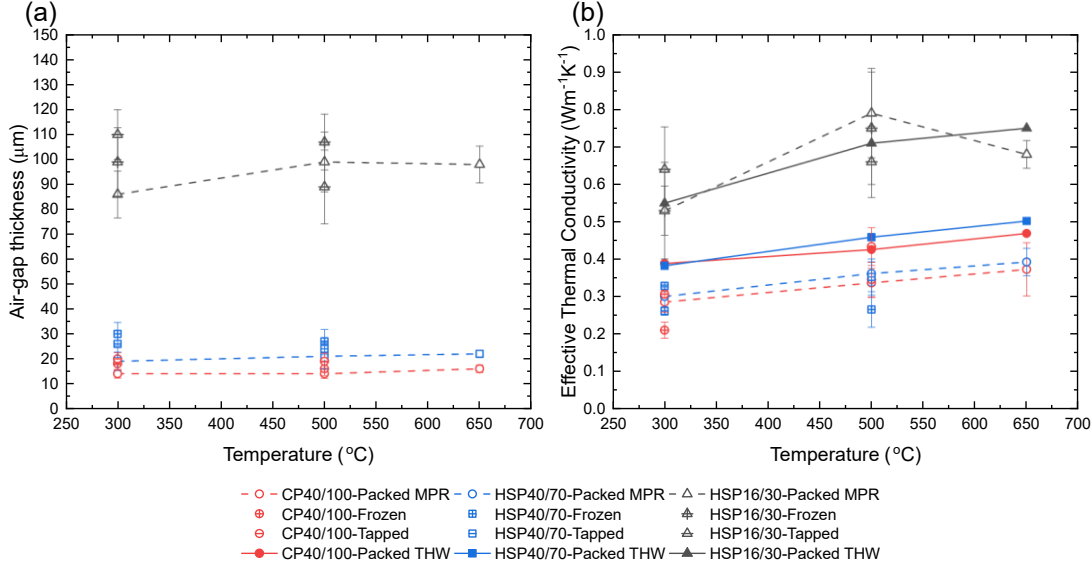 (a)
Air-gap thickness (μm)
150
140
130
120
110
100
90
80
70
60
50
40
30
20
10
0
250 300 350 400 450 500 550 600 650 700
Temperature (°C)
(b)
Effective Thermal Conductivity (Wm⁻¹K⁻¹)
1.0
0.9
0.8
0.7
0.6
0.5
0.4
0.3
0.2
0.1
0.0
250 300 350 400 450 500 550 600 650 700
Temperature (°C)
CP40/100-Packed MPR HSP40/70-Packed MPR HSP16/30-Packed MPR
CP40/100-Frozen HSP40/70-Frozen HSP16/30-Frozen
CP40/100-Tapped HSP40/70-Tapped HSP16/30-Tapped
CP40/100-Packed THW HSP40/70-Packed THW HSP16/30-Packed THW